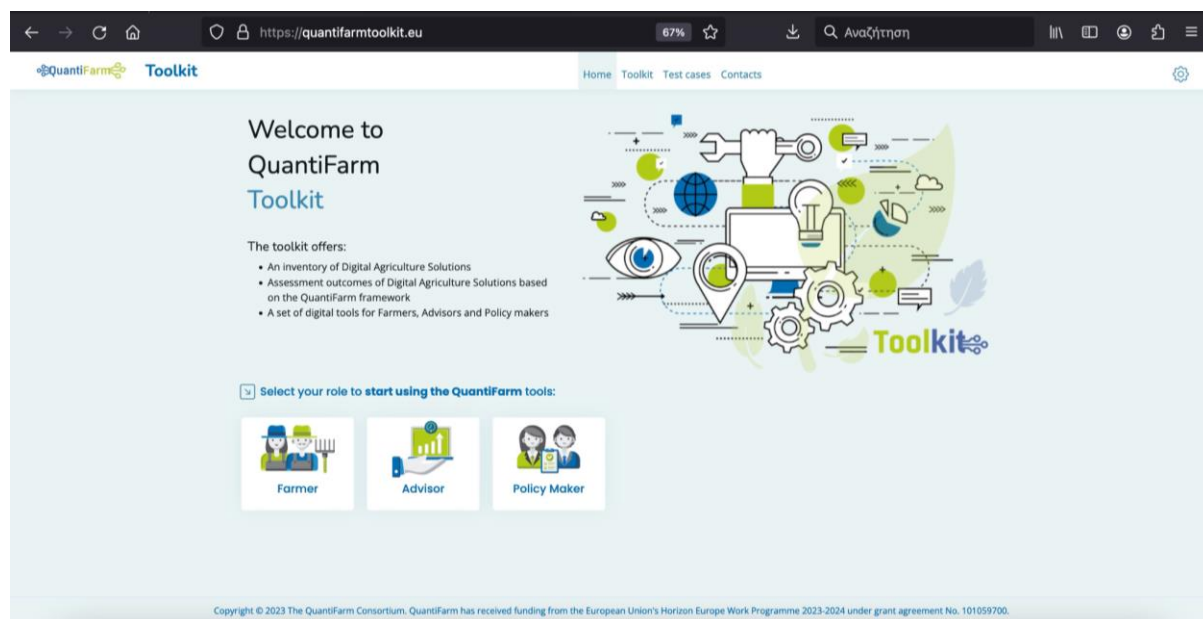 https://quantifarmtoolkit.eu
67%
Αναζήτηση
QuantiFarm
Toolkit
Home Toolkit Test cases Contacts
Welcome to
QuantiFarm
Toolkit
The toolkit offers:
• An inventory of Digital Agriculture Solutions
• Assessment outcomes of Digital Agriculture Solutions based
on the QuantiFarm framework
• A set of digital tools for Farmers, Advisors and Policy makers
Toolkit
Select your role to start using the QuantiFarm tools:
Farmer
Advisor
Policy Maker
Copyright © 2023 The QuantiFarm Consortium. QuantiFarm has received funding from the European Union's Horizon Europe Work Programme 2023-2024 under grant agreement No. 101059700.